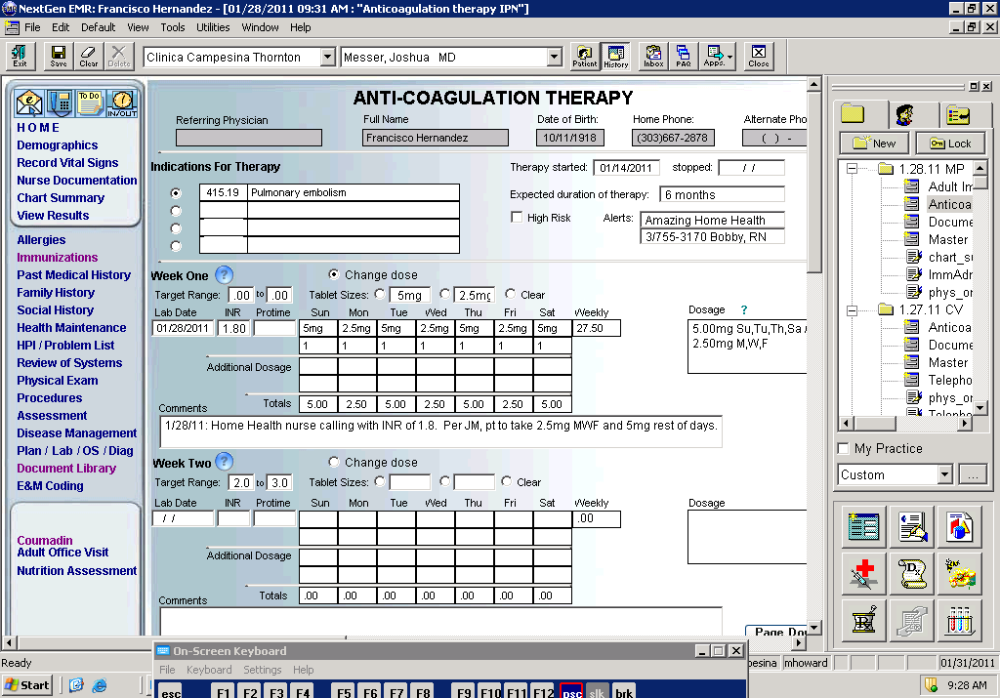 NextGen EMR: Francisco Hernandez - [01/28/2011 09:31 AM : "Anticoagulation therapy IPN"]
File Edit Default View Tools Utilities Window Help
Exit Save Clear Delete Clinica Campesina Thornton Messer, Joshua MD Patient History Inbox PAQ Apps. Close
To Do IN/OUT
HOME
Demographics
Record Vital Signs
Nurse Documentation
Chart Summary
View Results
Allergies
Immunizations
Past Medical History
Family History
Social History
Health Maintenance
HPI / Problem List
Review of Systems
Physical Exam
Procedures
Assessment
Disease Management
Plan / Lab / OS / Diag
Document Library
E&M Coding
Coumadin
Adult Office Visit
Nutrition Assessment
ANTI-COAGULATION THERAPY
Referring Physician Full Name Date of Birth: Home Phone: Alternate Pho
Francisco Hernandez 10/11/1918 (303)667-2878 ( ) -
Indications For Therapy Therapy started: 01/14/2011 stopped: / /
415.19 Pulmonary embolism
Expected duration of therapy: 6 months
High Risk Alerts: Amazing Home Health
3/755-3170 Bobby, RN
Week One ? Change dose
Target Range: .00 to .00 Tablet Sizes: 5mg 2.5mg Clear
Lab Date INR Protime Sun Mon Tue Wed Thu Fri Sat Weekly Dosage ?
01/28/2011 1.80 5mg 2.5mg 5mg 2.5mg 5mg 2.5mg 5mg 27.50 5.00mg Su,Tu,Th,Sa
1 1 1 1 1 1 1 2.50mg M,W,F
Additional Dosage
Totals 5.00 2.50 5.00 2.50 5.00 2.50 5.00
Comments
1/28/11: Home Health nurse calling with INR of 1.8. Per JM, pt to take 2.5mg MWF and 5mg rest of days.
Week Two ? Change dose
Target Range: 2.0 to 3.0 Tablet Sizes: Clear
Lab Date INR Protime Sun Mon Tue Wed Thu Fri Sat Weekly Dosage
/ / .00
Additional Dosage
Totals .00 .00 .00 .00 .00 .00 .00
Comments
Page Do
New Lock
1.28.11 MP
Adult Im
Anticoa
Docume
Master
chart_su
ImmAdr
phys_or
1.27.11 CV
Anticoa
Docume
Master
Telepho
phys_or
Telepho
My Practice
Custom ...
Ready pesina mhoward 01/31/2011
On-Screen Keyboard
File Keyboard Settings Help
esc F1 F2 F3 F4 F5 F6 F7 F8 F9 F10 F11 F12 psc slk brk
Start 9:28 AM